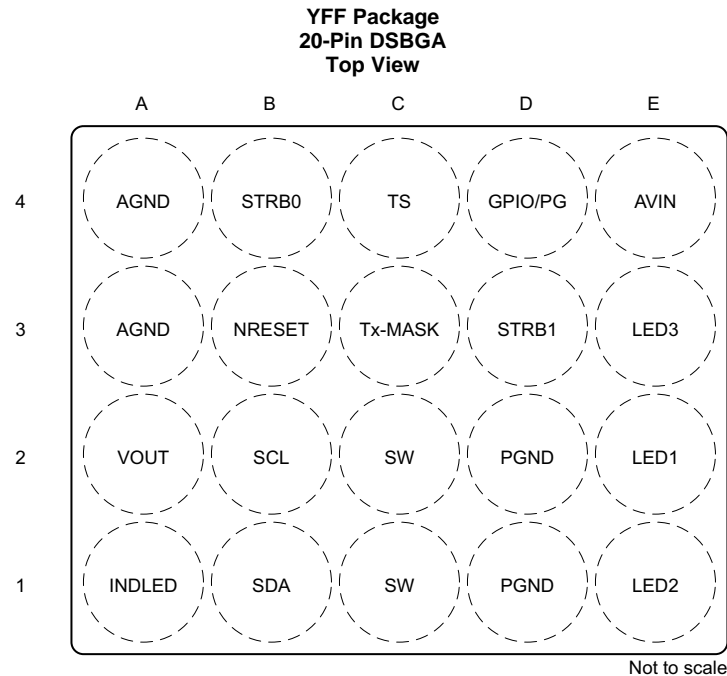 YFF Package
20-Pin DSBGA
Top View
A B C D E
4 AGND STRB0 TS GPIO/PG AVIN
3 AGND NRESET Tx-MASK STRB1 LED3
2 VOUT SCL SW PGND LED1
1 INDLED SDA SW PGND LED2
Not to scale